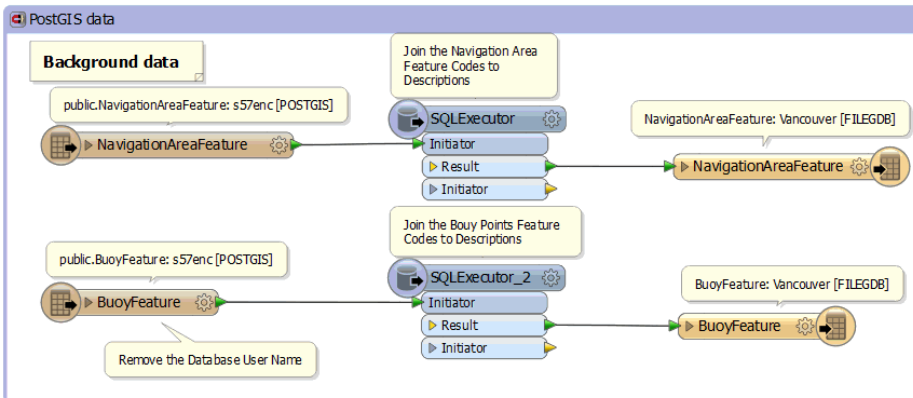 PostGIS data
Background data
Join the Navigation Area
Feature Codes to
Descriptions
public.NavigationAreaFeature: s57enc [POSTGIS]
NavigationAreaFeature
SQLExecutor
Initiator
Result
Initiator
NavigationAreaFeature: Vancouver [FILEGDB]
NavigationAreaFeature
Join the Bouy Points Feature
Codes to Descriptions
public.BuoyFeature: s57enc [POSTGIS]
BuoyFeature
Remove the Database User Name
SQLExecutor_2
Initiator
Result
Initiator
BuoyFeature: Vancouver [FILEGDB]
BuoyFeature